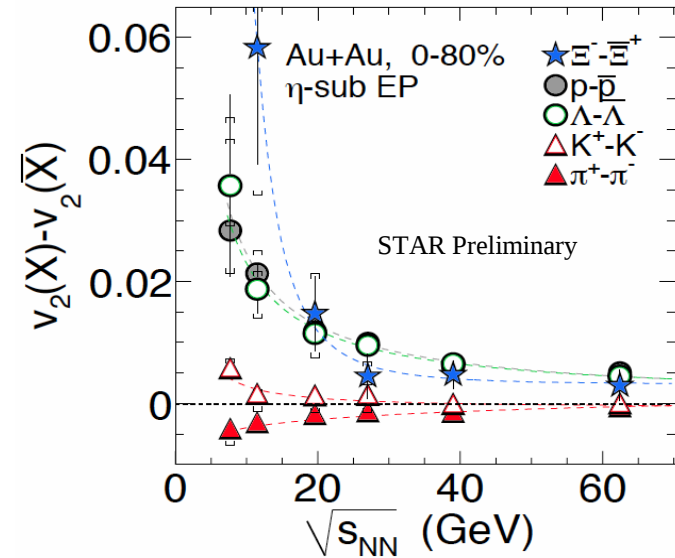 0.06
0.04
0.02
0
v₂(X)-v₂(X̅)
Au+Au, 0-80%
η-sub EP
Ξ⁻-Ξ̅⁺
p-p̅
Λ-Λ̅
K⁺-K⁻
π⁺-π⁻
STAR Preliminary
0 20 40 60
√s_NN (GeV)